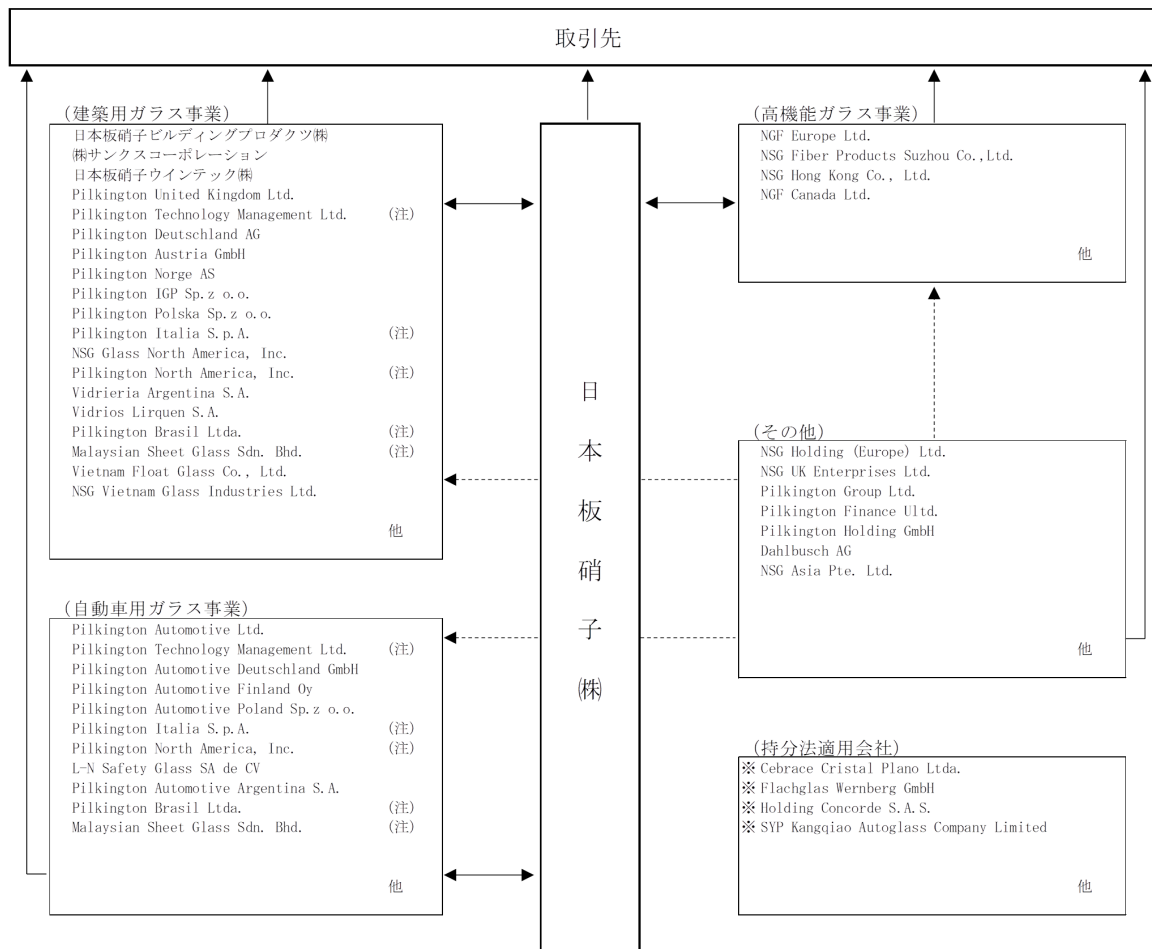 取引先
(建築用ガラス事業)
日本板硝子ビルディングプロダクツ㈱
㈱サンクスコーポレーション
日本板硝子ウインテック㈱
Pilkington United Kingdom Ltd.
Pilkington Technology Management Ltd. (注)
Pilkington Deutschland AG
Pilkington Austria GmbH
Pilkington Norge AS
Pilkington IGP Sp.z o.o.
Pilkington Polska Sp.z o.o.
Pilkington Italia S.p.A. (注)
NSG Glass North America, Inc.
Pilkington North America, Inc. (注)
Vidrieria Argentina S.A.
Vidrios Lirquen S.A.
Pilkington Brasil Ltda. (注)
Malaysian Sheet Glass Sdn. Bhd. (注)
Vietnam Float Glass Co., Ltd.
NSG Vietnam Glass Industries Ltd.
他
(自動車用ガラス事業)
Pilkington Automotive Ltd.
Pilkington Technology Management Ltd. (注)
Pilkington Automotive Deutschland GmbH
Pilkington Automotive Finland Oy
Pilkington Automotive Poland Sp.z o.o.
Pilkington Italia S.p.A. (注)
Pilkington North America, Inc. (注)
L-N Safety Glass SA de CV
Pilkington Automotive Argentina S.A.
Pilkington Brasil Ltda. (注)
Malaysian Sheet Glass Sdn. Bhd. (注)
他
日本板硝子㈱
(高機能ガラス事業)
NGF Europe Ltd.
NSG Fiber Products Suzhou Co.,Ltd.
NSG Hong Kong Co., Ltd.
NGF Canada Ltd.
他
(その他)
NSG Holding (Europe) Ltd.
NSG UK Enterprises Ltd.
Pilkington Group Ltd.
Pilkington Finance Ultd.
Pilkington Holding GmbH
Dahlbusch AG
NSG Asia Pte. Ltd.
他
(持分法適用会社)
※ Cebrace Cristal Plano Ltda.
※ Flachglas Wernberg GmbH
※ Holding Concorde S.A.S.
※ SYP Kangqiao Autoglass Company Limited
他